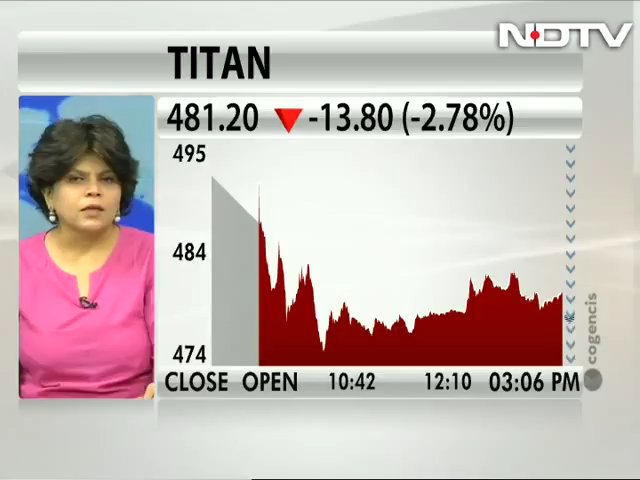 NDTV
TITAN
481.20 ▼ -13.80 (-2.78%)
495
484
474
CLOSE OPEN 10:42 12:10 03:06 PM
cogencis